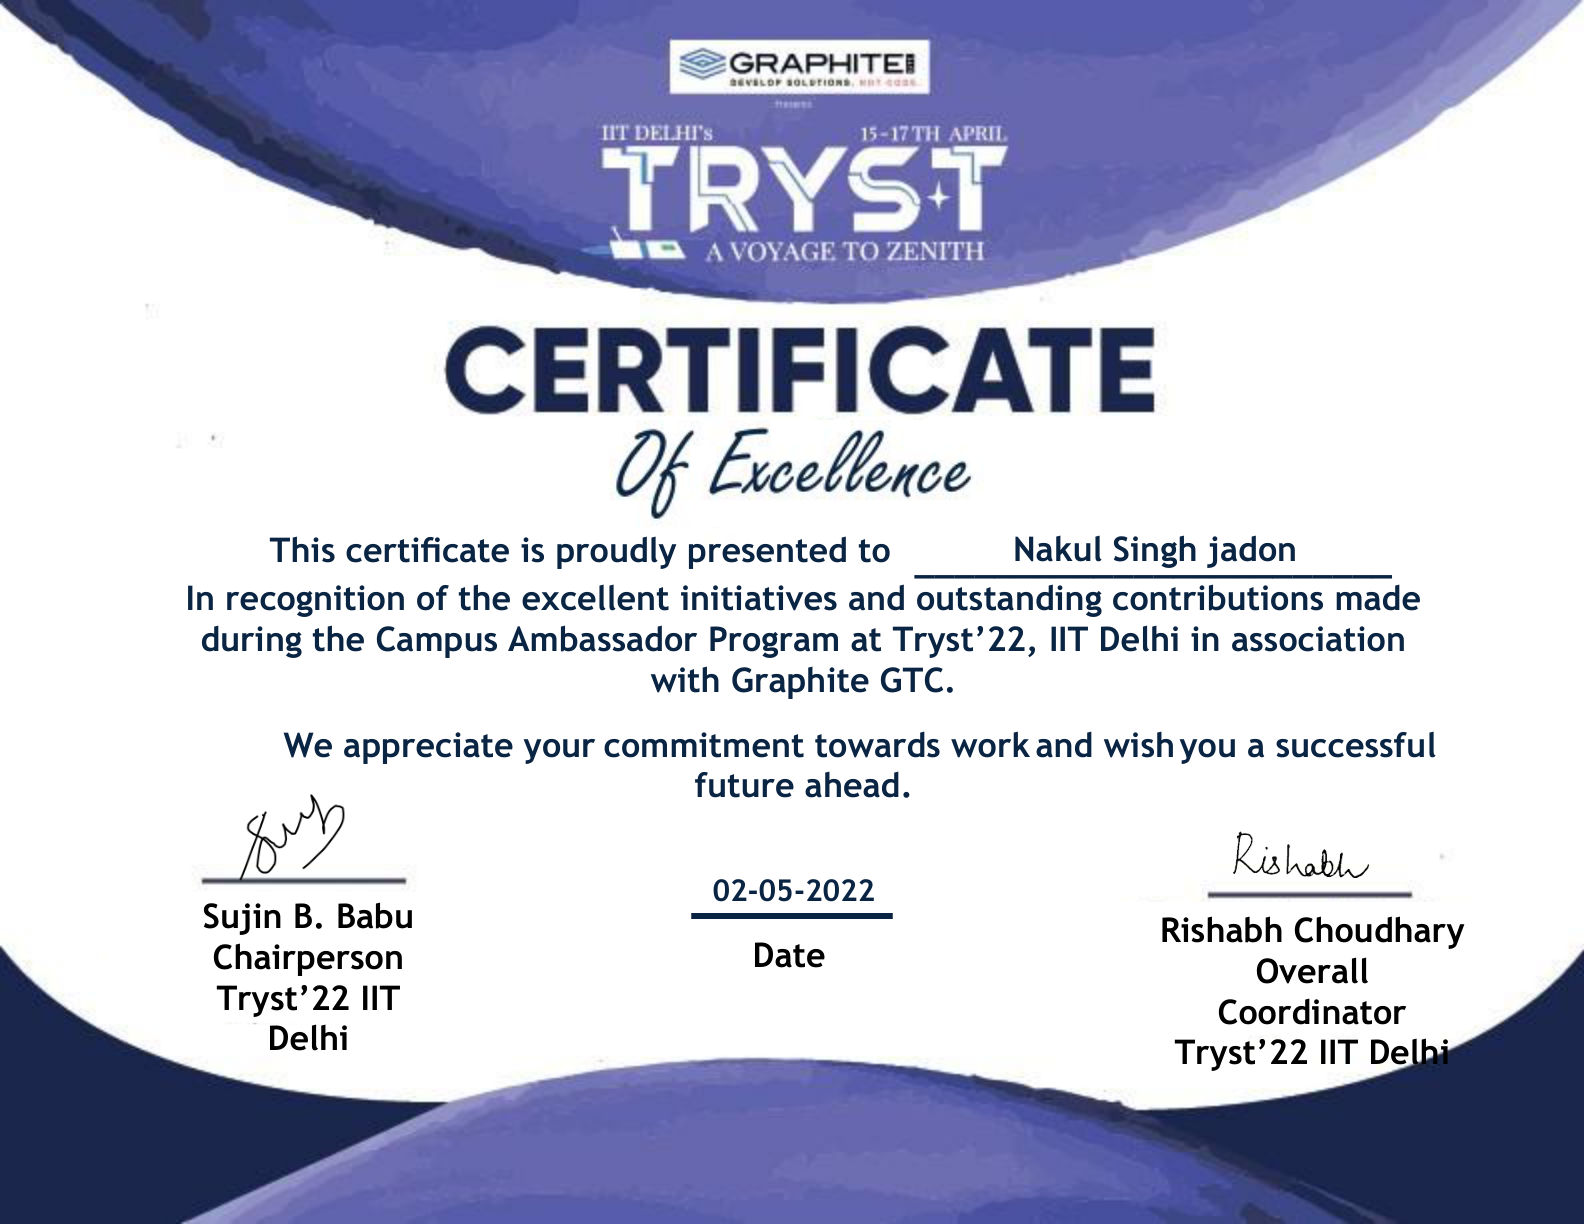 GRAPHITE
DEVELOP SOLUTIONS. NOT CODE.
Presents
IIT DELHI's
15-17TH APRIL
TRYST
A VOYAGE TO ZENITH
CERTIFICATE
Of Excellence
This certificate is proudly presented to Nakul Singh jadon
In recognition of the excellent initiatives and outstanding contributions made
during the Campus Ambassador Program at Tryst’22, IIT Delhi in association
with Graphite GTC.
We appreciate your commitment towards work and wish you a successful
future ahead.
Sujin B. Babu
Chairperson
Tryst’22 IIT
Delhi
02-05-2022
Date
Rishabh
Rishabh Choudhary
Overall
Coordinator
Tryst’22 IIT Delhi